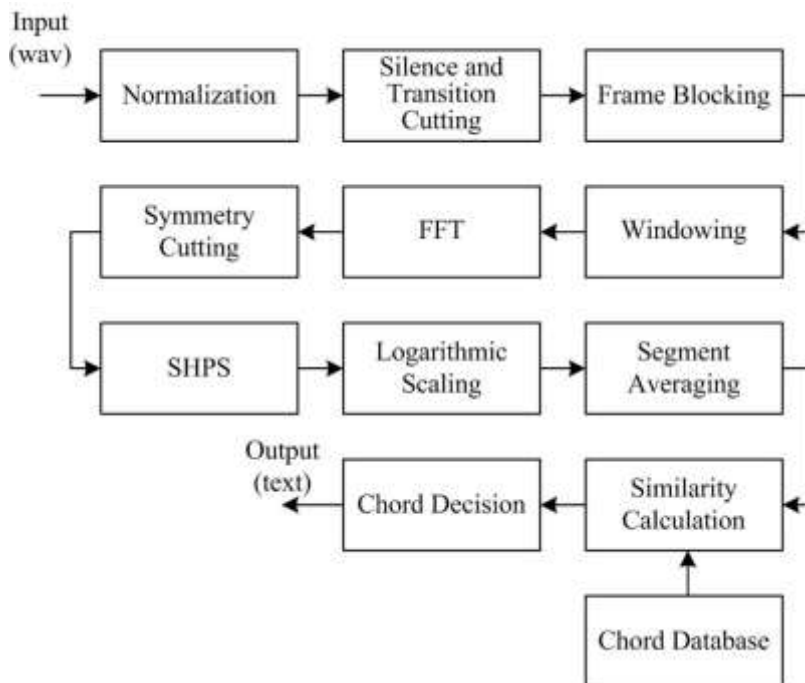 Input
(wav)
Normalization
Silence and
Transition
Cutting
Frame Blocking
Symmetry
Cutting
FFT
Windowing
SHPS
Logarithmic
Scaling
Segment
Averaging
Output
(text)
Chord Decision
Similarity
Calculation
Chord Database